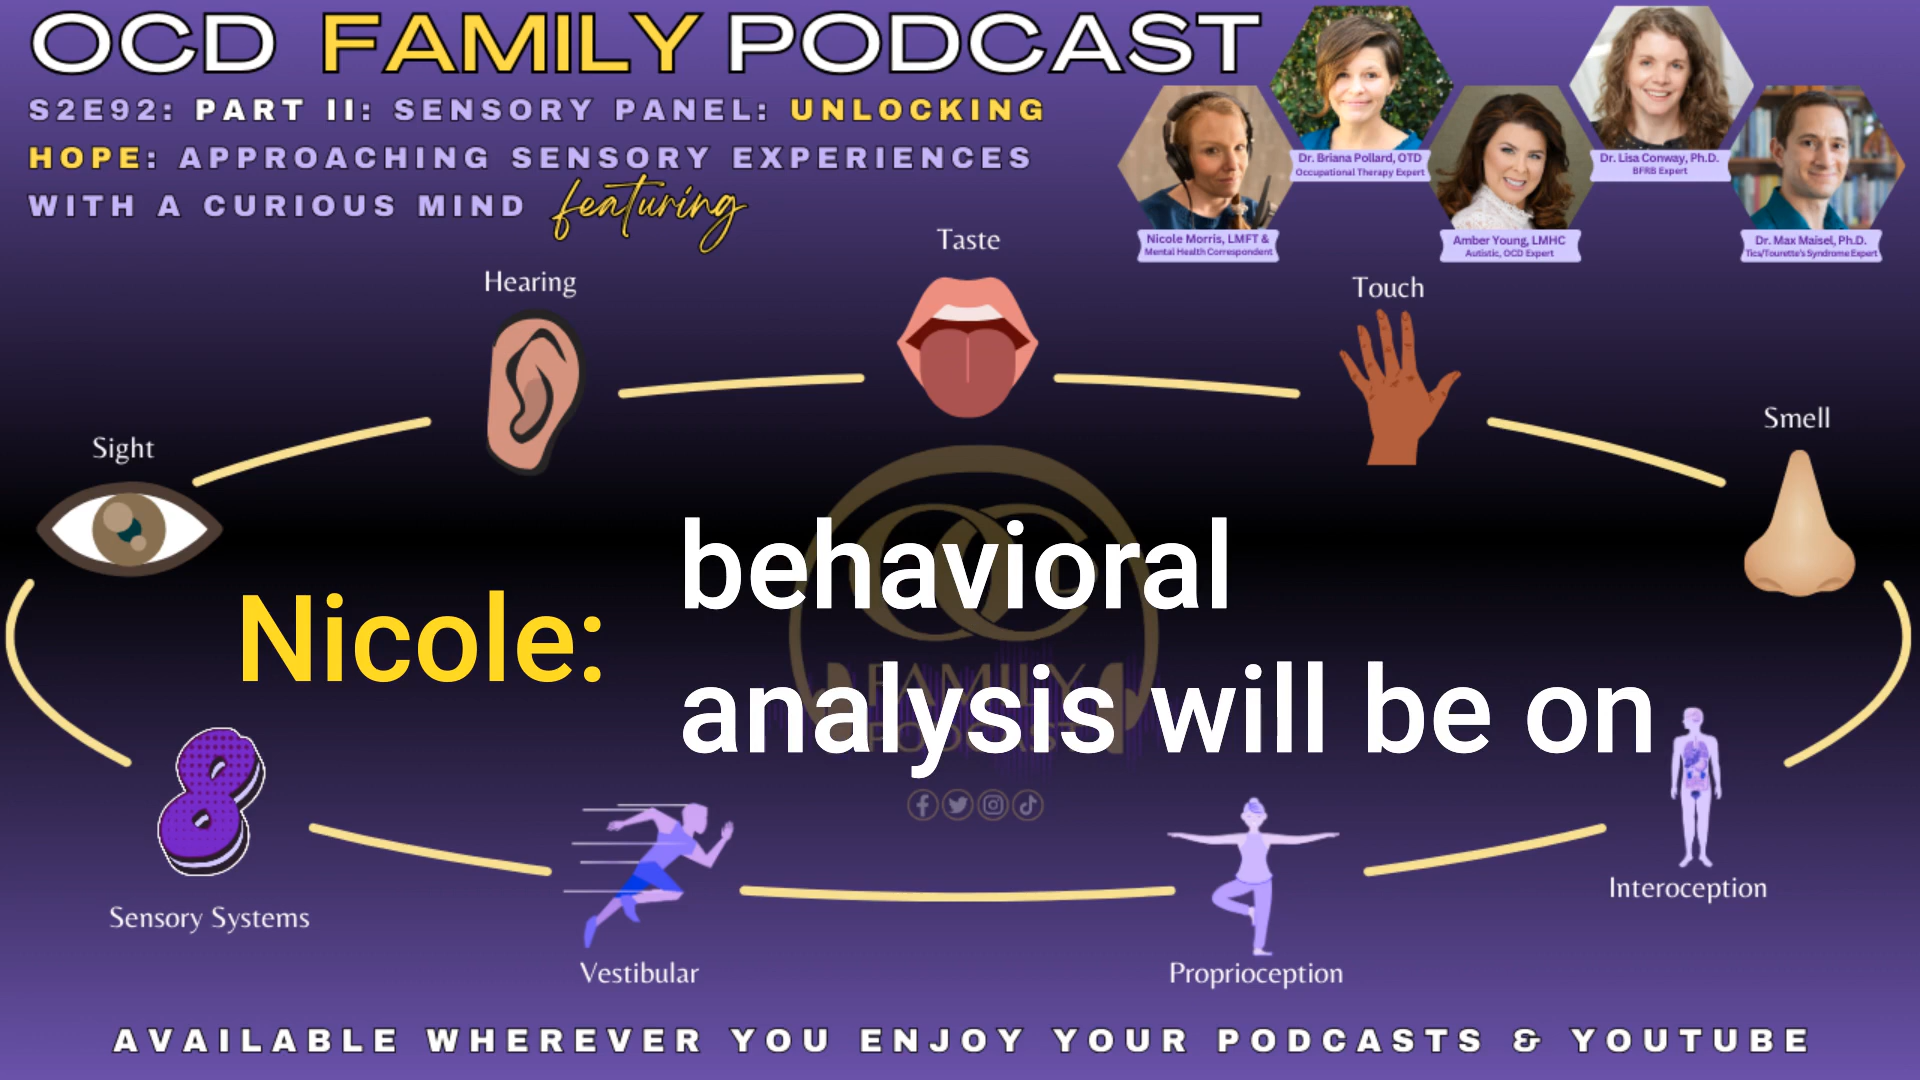 OCD FAMILY PODCAST
S2E92: PART II: SENSORY PANEL: UNLOCKING
HOPE: APPROACHING SENSORY EXPERIENCES
WITH A CURIOUS MIND featuring
Dr. Briana Pollard, OTD
Occupational Therapy Expert
Dr. Lisa Conway, Ph.D.
BFRB Expert
Nicole Morris, LMFT &
Mental Health Correspondent
Amber Young, LMHC
Autistic, OCD Expert
Dr. Max Maisel, Ph.D.
Tics/Tourette's Syndrome Expert
Taste
Hearing
Touch
Smell
Sight
Nicole:
behavioral
analysis will be on
FAMILY
PODCAST
8
Sensory Systems
Vestibular
Proprioception
Interoception
AVAILABLE WHEREVER YOU ENJOY YOUR PODCASTS & YOUTUBE